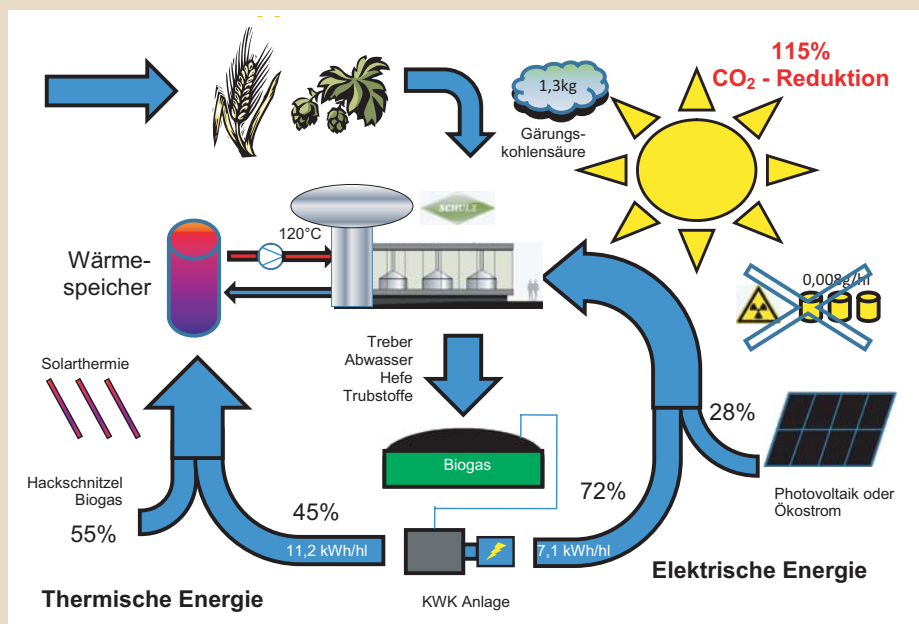 115%
CO₂ - Reduktion
1,3kg
Gärungs-
kohlensäure
SCHULZ
120°C
Wärme-
speicher
0,008g/hl
Treber
Abwasser
Hefe
Trubstoffe
Solarthermie
28%
Biogas
Hackschnitzel
Biogas
55%
45%
72%
Photovoltaik oder
Ökostrom
11,2 kWh/hl
7,1 kWh/hl
Elektrische Energie
Thermische Energie
KWK Anlage